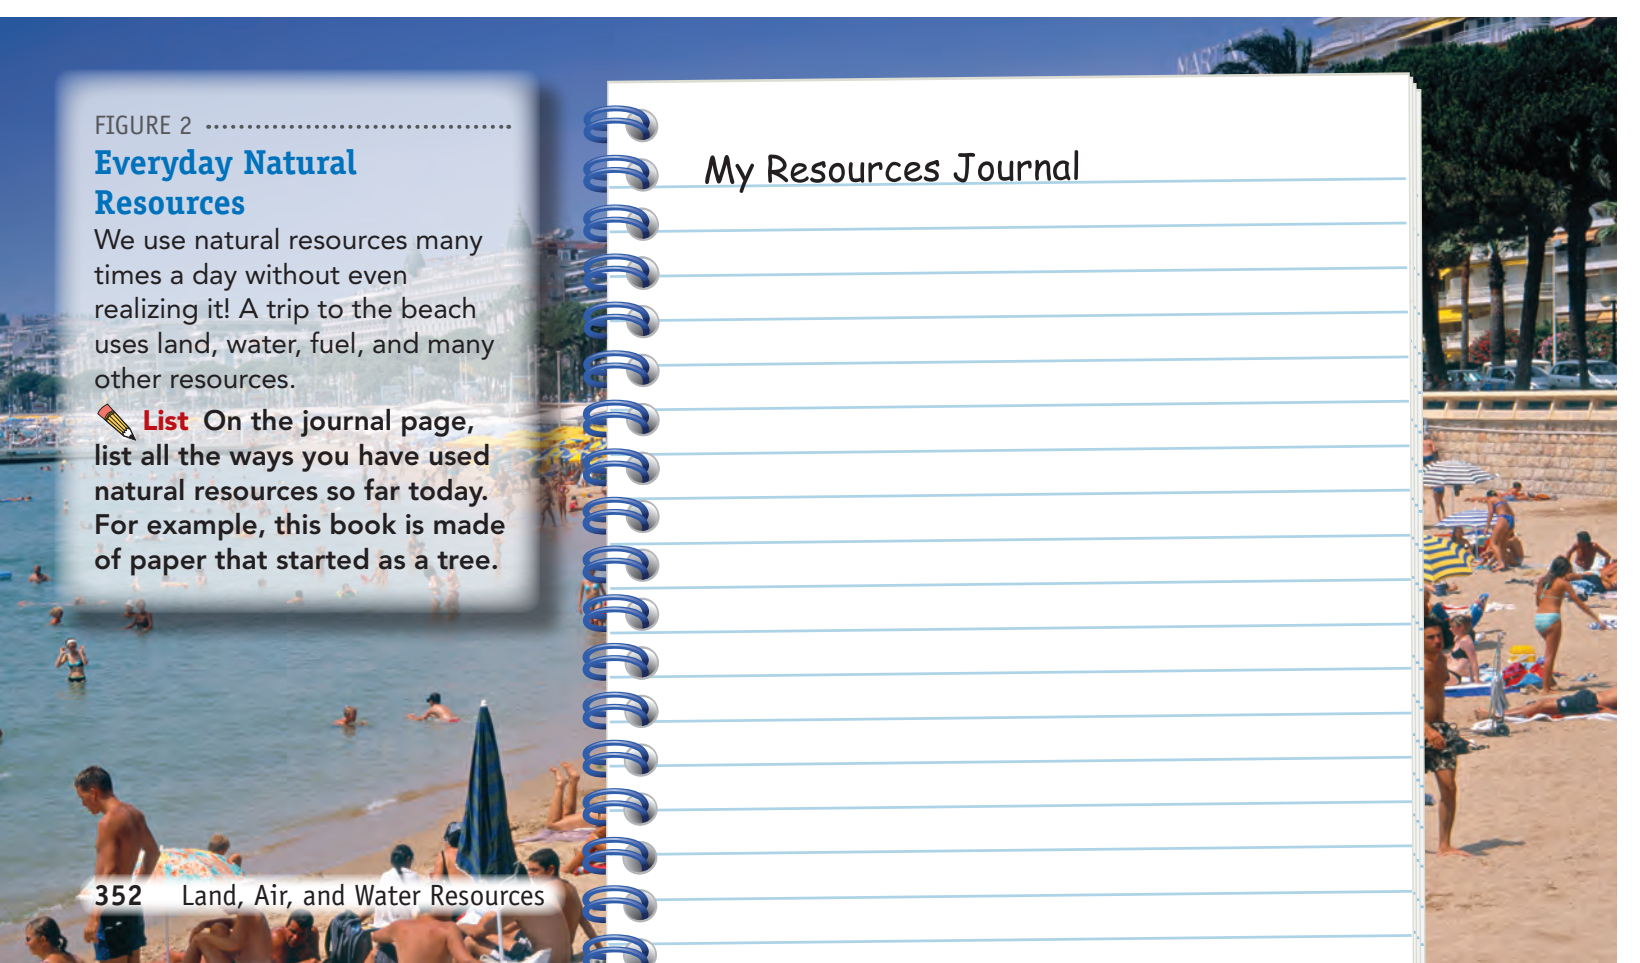 FIGURE 2
Everyday Natural
Resources
We use natural resources many
times a day without even
realizing it! A trip to the beach
uses land, water, fuel, and many
other resources.
List On the journal page,
list all the ways you have used
natural resources so far today.
For example, this book is made
of paper that started as a tree.
352 Land, Air, and Water Resources
My Resources Journal